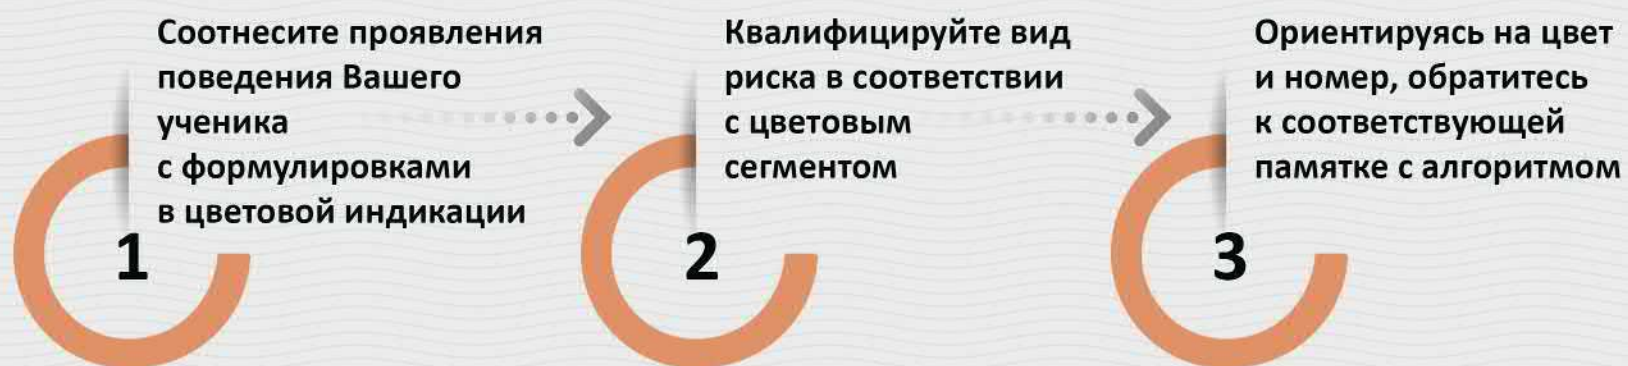 Соотнесите проявления
поведения Вашего
ученика
с формулировками
в цветовой индикации
1
Квалифицируйте вид
риска в соответствии
с цветовым
сегментом
2
Ориентируясь на цвет
и номер, обратитесь
к соответствующей
памятке с алгоритмом
3